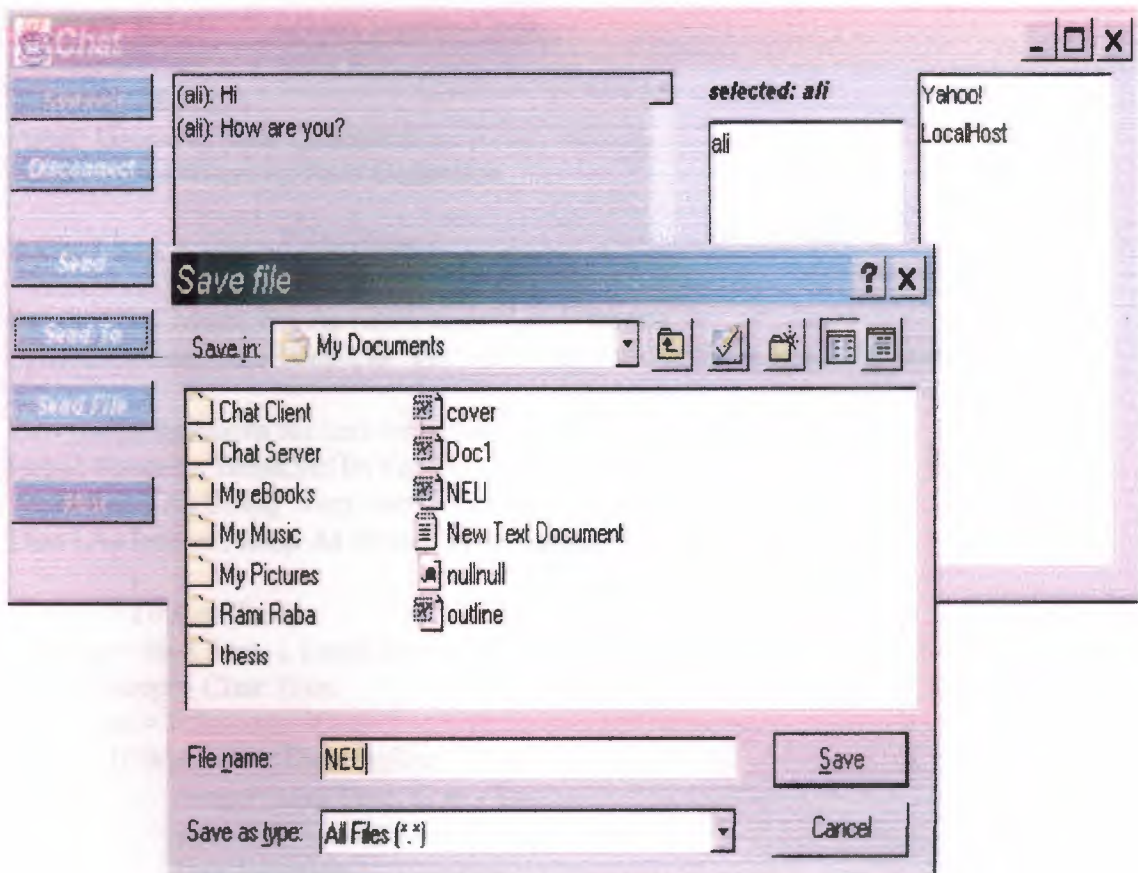 Chat
Connect
Disconnect
Send
Send To
Send File
(ali): Hi
(ali): How are you?
selected: ali
ali
Yahoo!
LocalHost
Save file
Save in:
My Documents
Chat Client
Chat Server
My eBooks
My Music
My Pictures
Rami Raba
thesis
cover
Doc1
NEU
New Text Document
nullnull
outline
File name:
NEU
Save
Save as type:
All Files (*.*)
Cancel